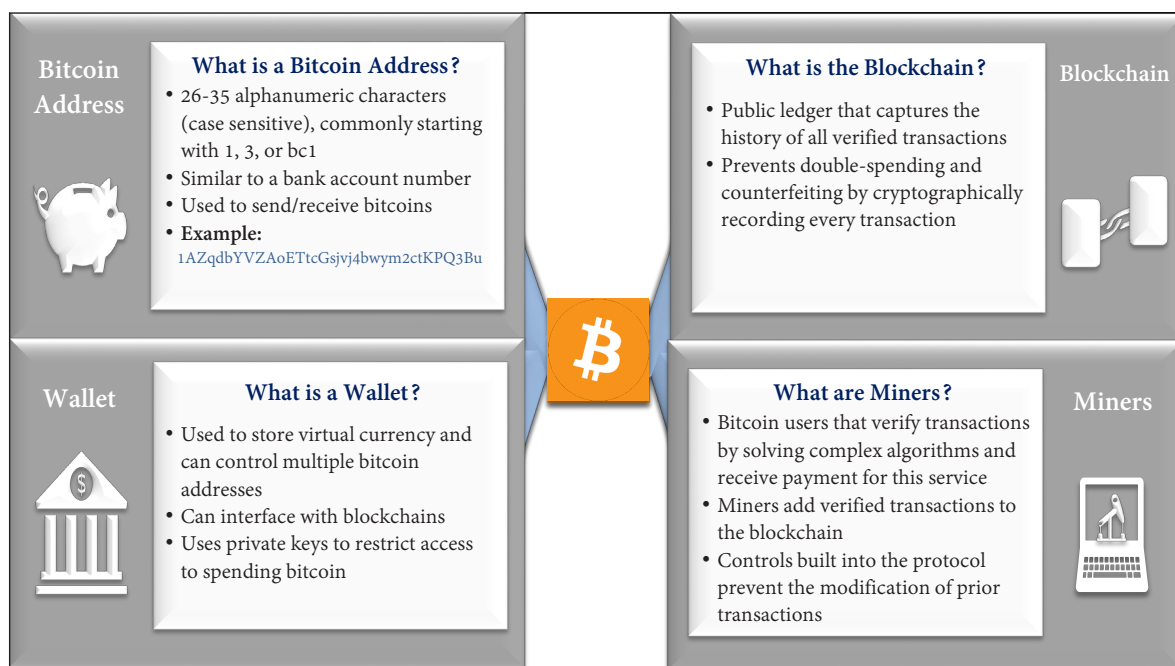 Bitcoin
Address
What is a Bitcoin Address?
• 26-35 alphanumeric characters
(case sensitive), commonly starting
with 1, 3, or bc1
• Similar to a bank account number
• Used to send/receive bitcoins
• Example:
1AZqdbYVZAoETtcGsjvj4bwym2ctKPQ3Bu
What is the Blockchain?
• Public ledger that captures the
history of all verified transactions
• Prevents double-spending and
counterfeiting by cryptographically
recording every transaction
Blockchain
₿
Wallet
$
What is a Wallet?
• Used to store virtual currency and
can control multiple bitcoin
addresses
• Can interface with blockchains
• Uses private keys to restrict access
to spending bitcoin
What are Miners?
• Bitcoin users that verify transactions
by solving complex algorithms and
receive payment for this service
• Miners add verified transactions to
the blockchain
• Controls built into the protocol
prevent the modification of prior
transactions
Miners